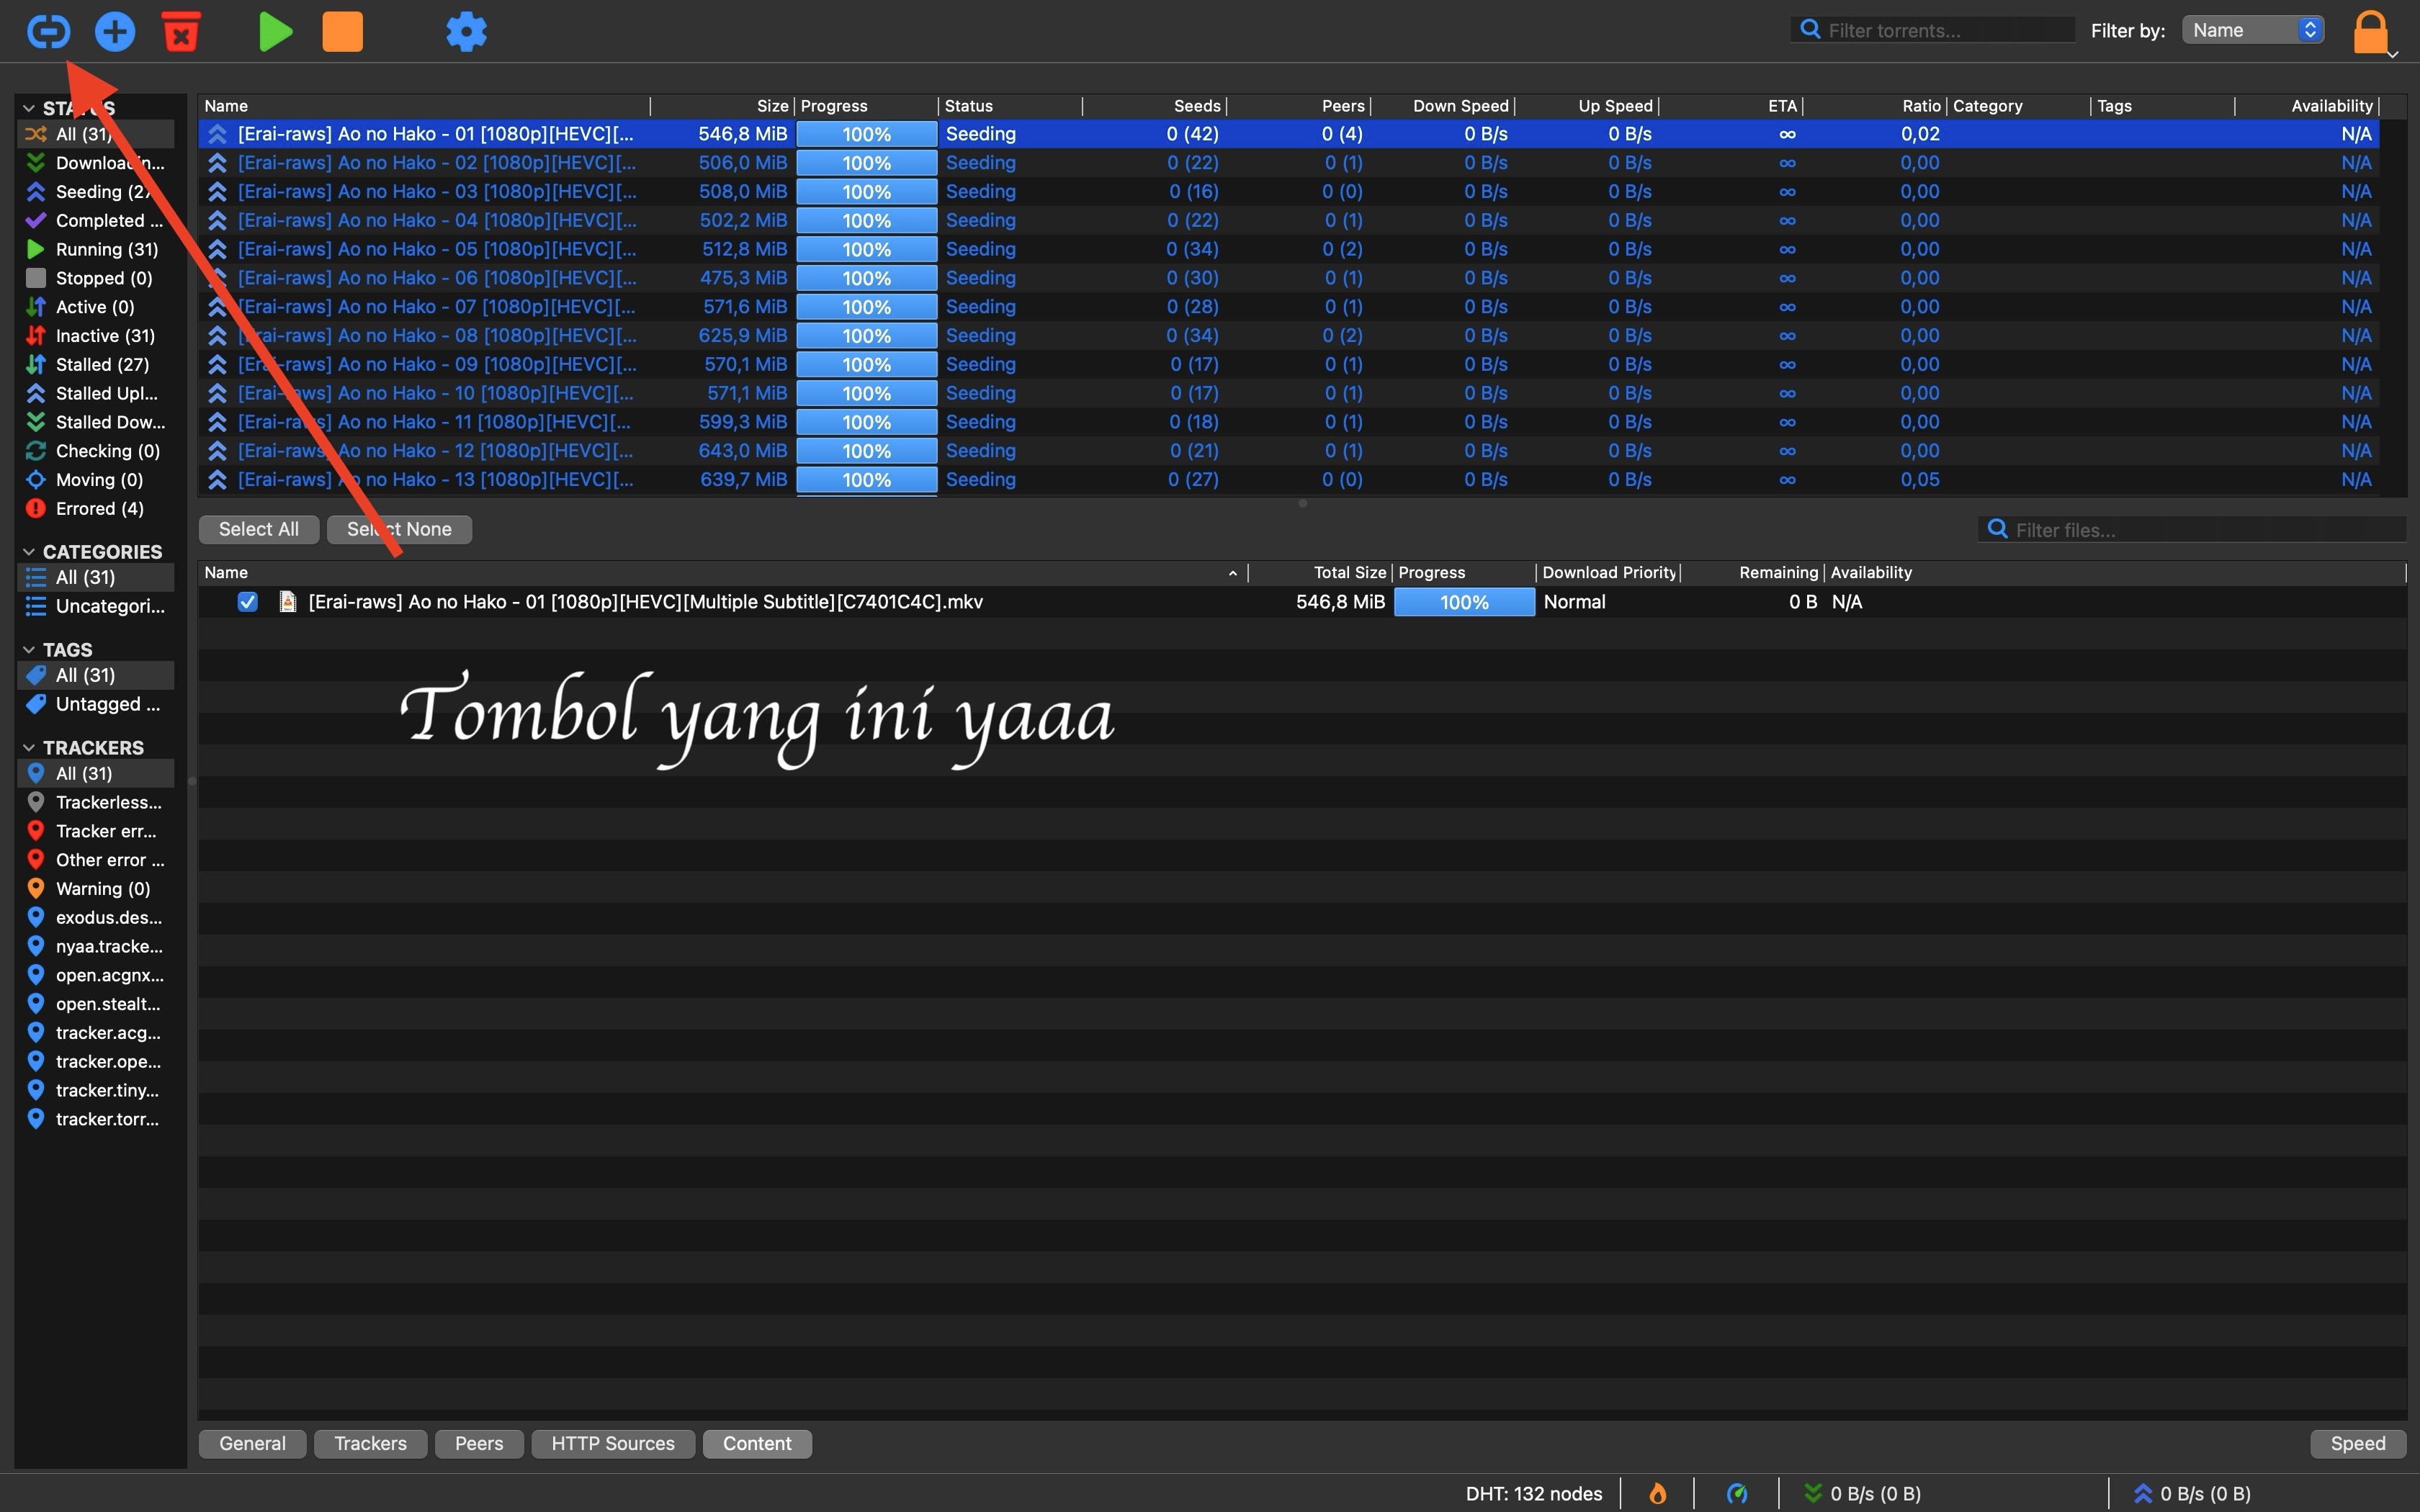 Filter torrents...
Filter by:
Name
STATUS
All (31)
Downloadin...
Seeding (27
Completed ...
Running (31)
Stopped (0)
Active (0)
Inactive (31)
Stalled (27)
Stalled Upl...
Stalled Dow...
Checking (0)
Moving (0)
Errored (4)
CATEGORIES
All (31)
Uncategori...
TAGS
All (31)
Untagged ...
TRACKERS
All (31)
Trackerless...
Tracker err...
Other error ...
Warning (0)
exodus.des...
nyaa.tracke...
open.acgnx...
open.stealt...
tracker.acg...
tracker.ope...
tracker.tiny...
tracker.torr...
Name Size Progress Status Seeds Peers Down Speed Up Speed ETA Ratio Category Tags Availability
[Erai-raws] Ao no Hako - 01 [1080p][HEVC][... 546,8 MiB 100% Seeding 0 (42) 0 (4) 0 B/s 0 B/s ∞ 0,02 N/A
[Erai-raws] Ao no Hako - 02 [1080p][HEVC][... 506,0 MiB 100% Seeding 0 (22) 0 (1) 0 B/s 0 B/s ∞ 0,00 N/A
[Erai-raws] Ao no Hako - 03 [1080p][HEVC][... 508,0 MiB 100% Seeding 0 (16) 0 (0) 0 B/s 0 B/s ∞ 0,00 N/A
[Erai-raws] Ao no Hako - 04 [1080p][HEVC][... 502,2 MiB 100% Seeding 0 (22) 0 (1) 0 B/s 0 B/s ∞ 0,00 N/A
[Erai-raws] Ao no Hako - 05 [1080p][HEVC][... 512,8 MiB 100% Seeding 0 (34) 0 (2) 0 B/s 0 B/s ∞ 0,00 N/A
[Erai-raws] Ao no Hako - 06 [1080p][HEVC][... 475,3 MiB 100% Seeding 0 (30) 0 (1) 0 B/s 0 B/s ∞ 0,00 N/A
[Erai-raws] Ao no Hako - 07 [1080p][HEVC][... 571,6 MiB 100% Seeding 0 (28) 0 (1) 0 B/s 0 B/s ∞ 0,00 N/A
[Erai-raws] Ao no Hako - 08 [1080p][HEVC][... 625,9 MiB 100% Seeding 0 (34) 0 (2) 0 B/s 0 B/s ∞ 0,00 N/A
[Erai-raws] Ao no Hako - 09 [1080p][HEVC][... 570,1 MiB 100% Seeding 0 (17) 0 (1) 0 B/s 0 B/s ∞ 0,00 N/A
[Erai-raws] Ao no Hako - 10 [1080p][HEVC][... 571,1 MiB 100% Seeding 0 (17) 0 (1) 0 B/s 0 B/s ∞ 0,00 N/A
[Erai-raws] Ao no Hako - 11 [1080p][HEVC][... 599,3 MiB 100% Seeding 0 (18) 0 (1) 0 B/s 0 B/s ∞ 0,00 N/A
[Erai-raws] Ao no Hako - 12 [1080p][HEVC][... 643,0 MiB 100% Seeding 0 (21) 0 (1) 0 B/s 0 B/s ∞ 0,00 N/A
[Erai-raws] Ao no Hako - 13 [1080p][HEVC][... 639,7 MiB 100% Seeding 0 (27) 0 (0) 0 B/s 0 B/s ∞ 0,05 N/A
Select All Select None Filter files...
Name Total Size Progress Download Priority Remaining Availability
[Erai-raws] Ao no Hako - 01 [1080p][HEVC][Multiple Subtitle][C7401C4C].mkv 546,8 MiB 100% Normal 0 B N/A
Tombol yang ini yaaa
General Trackers Peers HTTP Sources Content Speed
DHT: 132 nodes 0 B/s (0 B) 0 B/s (0 B)